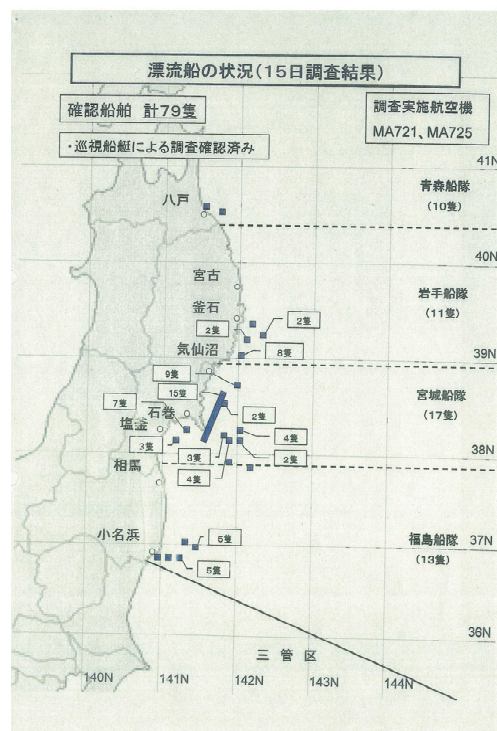 漂流船の状況(15日調査結果)
確認船舶 計79隻
調査実施航空機
MA721、MA725
・巡視船艇による調査確認済み
41N
八戸
青森船隊
(10隻)
40N
宮古
岩手船隊
(11隻)
釜石
2隻
2隻
気仙沼
8隻
39N
9隻
宮城船隊
(17隻)
15隻
7隻
石巻
2隻
塩釜
4隻
3隻
38N
3隻
2隻
相馬
4隻
37N
小名浜
5隻
福島船隊
(13隻)
5隻
36N
三管区
140N
141N
142N
143N
144N